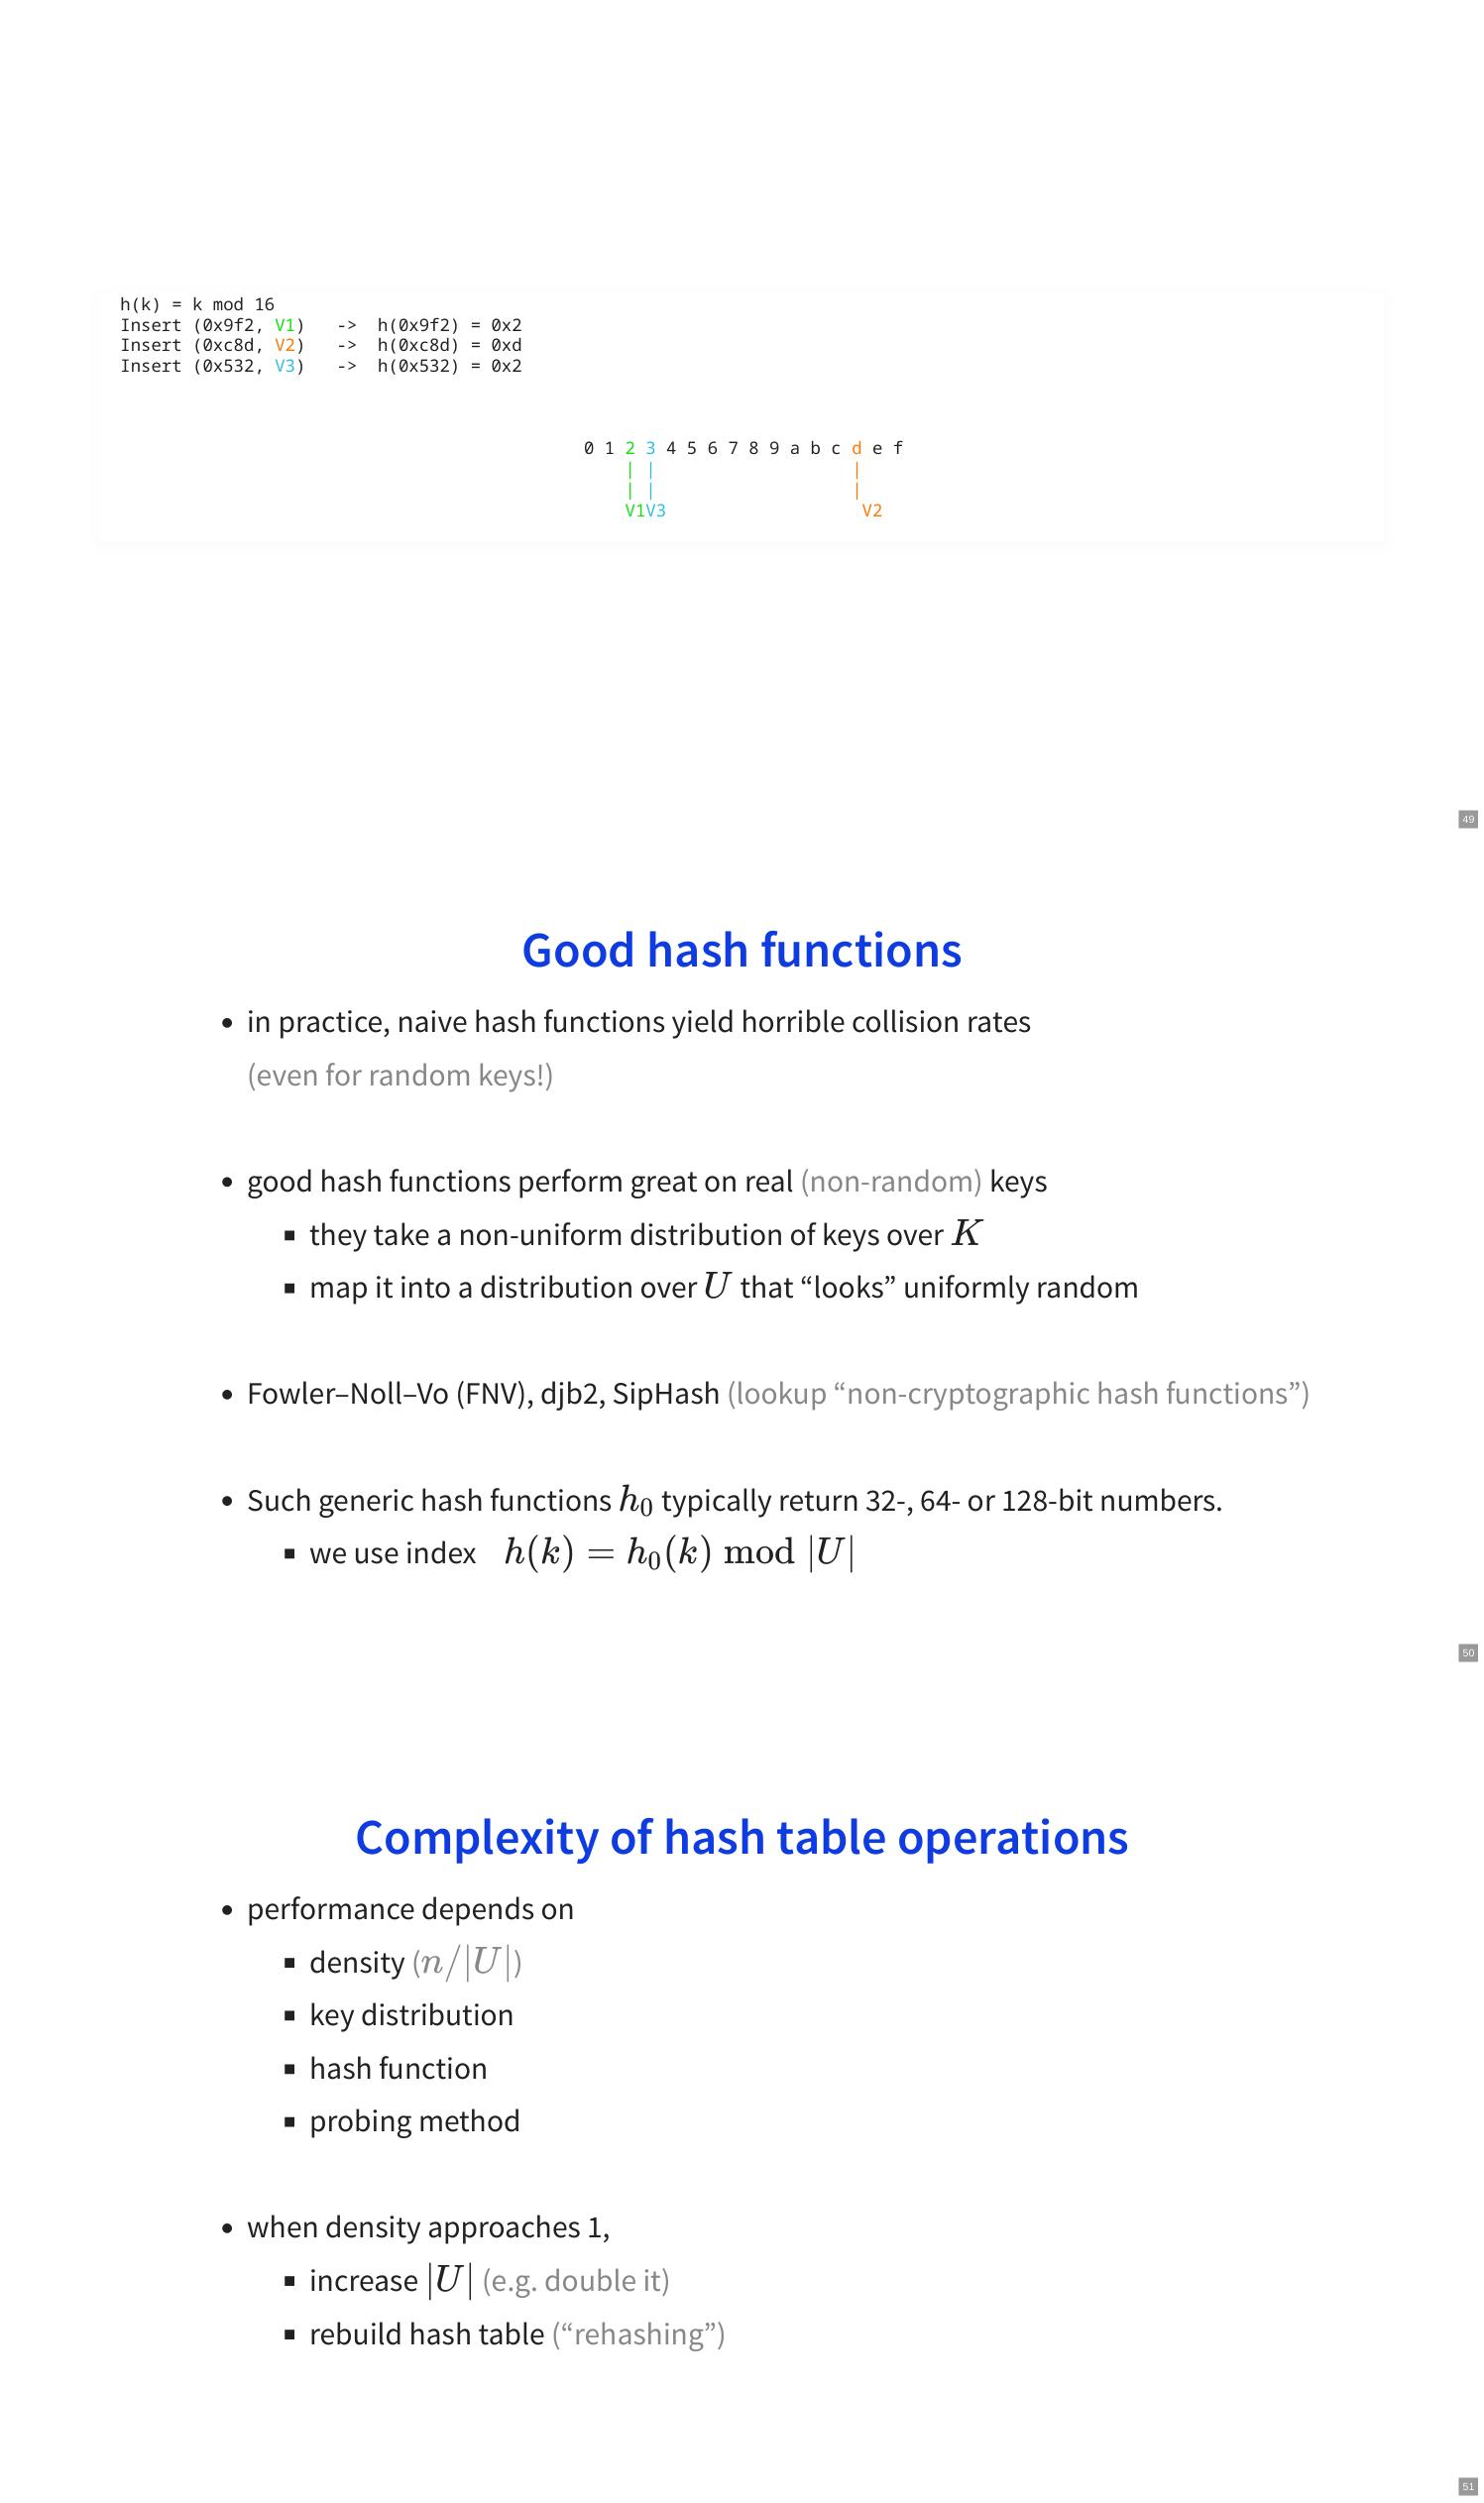 h(k) = k mod 16
Insert (0x9f2, V1)   ->  h(0x9f2) = 0x2
Insert (0xc8d, V2)   ->  h(0xc8d) = 0xd
Insert (0x532, V3)   ->  h(0x532) = 0x2
0 1 2 3 4 5 6 7 8 9 a b c d e f
| | |
| | |
V1V3 V2
49
Good hash functions
• in practice, naive hash functions yield horrible collision rates
(even for random keys!)
• good hash functions perform great on real (non-random) keys
▪ they take a non-uniform distribution of keys over K
▪ map it into a distribution over U that “looks” uniformly random
• Fowler–Noll–Vo (FNV), djb2, SipHash (lookup “non-cryptographic hash functions”)
• Such generic hash functions h₀ typically return 32-, 64- or 128-bit numbers.
▪ we use index h(k) = h₀(k) mod |U|
50
Complexity of hash table operations
• performance depends on
▪ density (n/|U|)
▪ key distribution
▪ hash function
▪ probing method
• when density approaches 1,
▪ increase |U| (e.g. double it)
▪ rebuild hash table (“rehashing”)
51